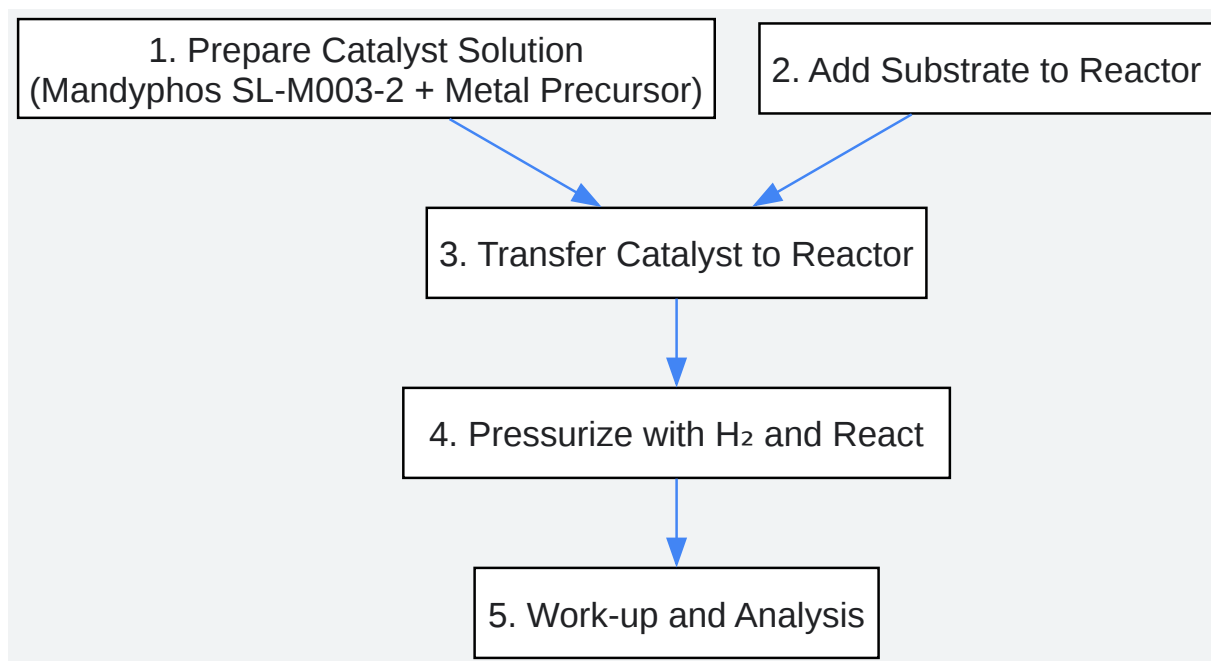 1. Prepare Catalyst Solution
(Mandyphos SL-M003-2 + Metal Precursor)
2. Add Substrate to Reactor
3. Transfer Catalyst to Reactor
4. Pressurize with H₂ and React
5. Work-up and Analysis